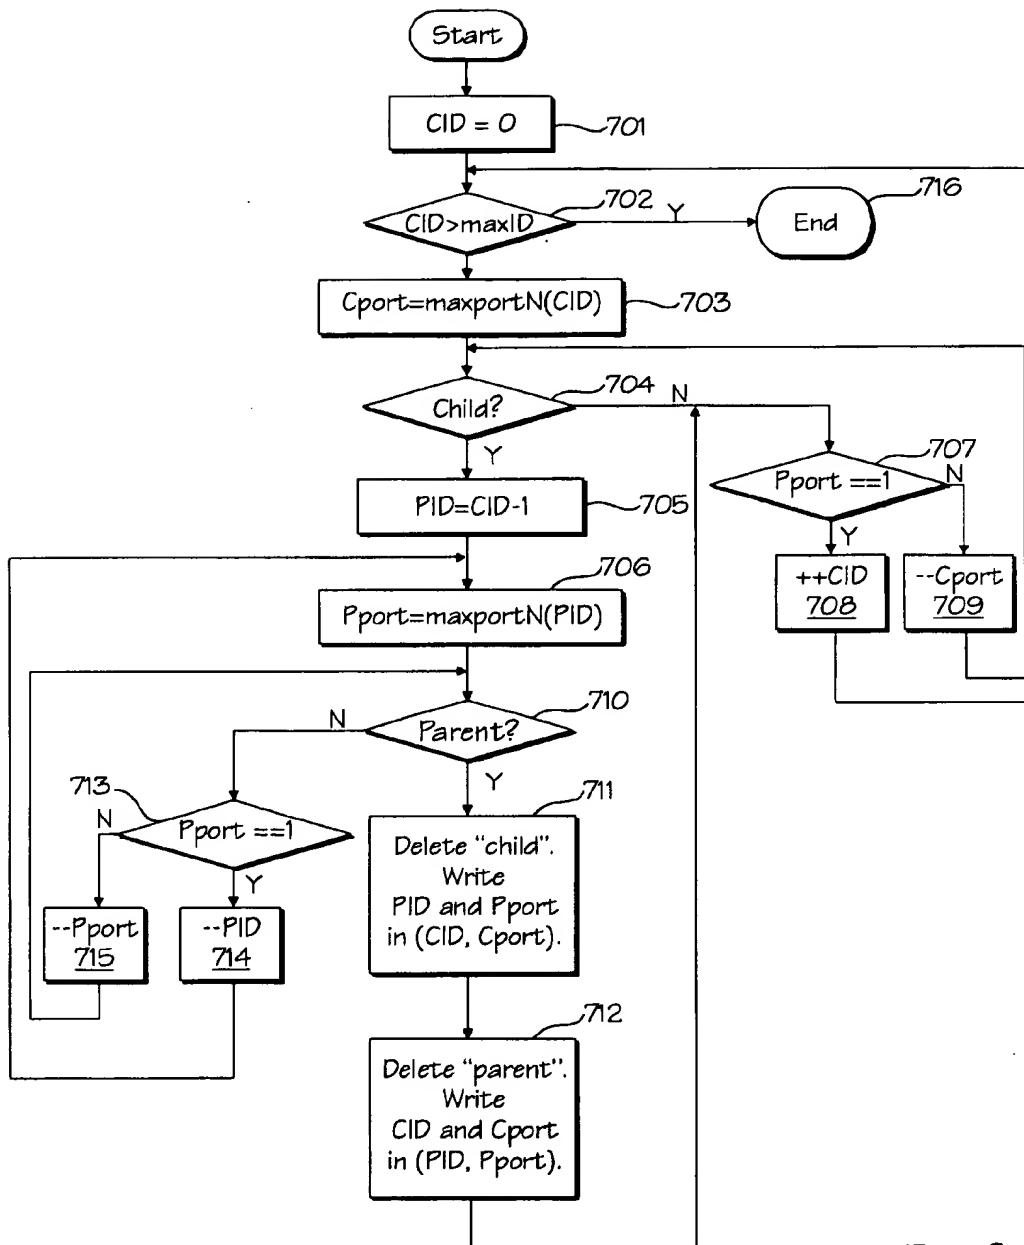 Start
CID = 0
701
CID>maxID
702
Y
End
716
Cport=maxportN(CID)
703
Child?
704
N
Y
Pport ==1
707
N
Y
PID=CID-1
705
++CID
708
--Cport
709
Pport=maxportN(PID)
706
Parent?
710
N
Y
713
Pport ==1
N
Y
--Pport
715
--PID
714
711
Delete "child".
Write
PID and Pport
in (CID, Cport).
712
Delete "parent".
Write
CID and Cport
in (PID, Pport).